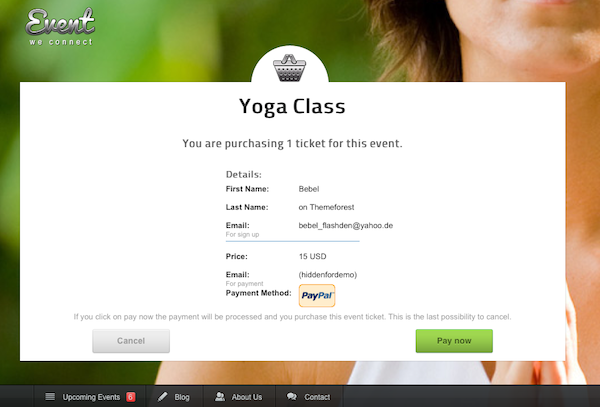 Event
we connect
Yoga Class
You are purchasing 1 ticket for this event.
Details:
First Name: Bebel
Last Name: on Themeforest
Email: bebel_flashden@yahoo.de
For sign up
Price: 15 USD
Email: (hiddenfordemo)
For payment
Payment Method: PayPal
If you click on pay now the payment will be processed and you purchase this event ticket. This is the last possibility to cancel.
Cancel Pay now
Upcoming Events 6 Blog About Us Contact